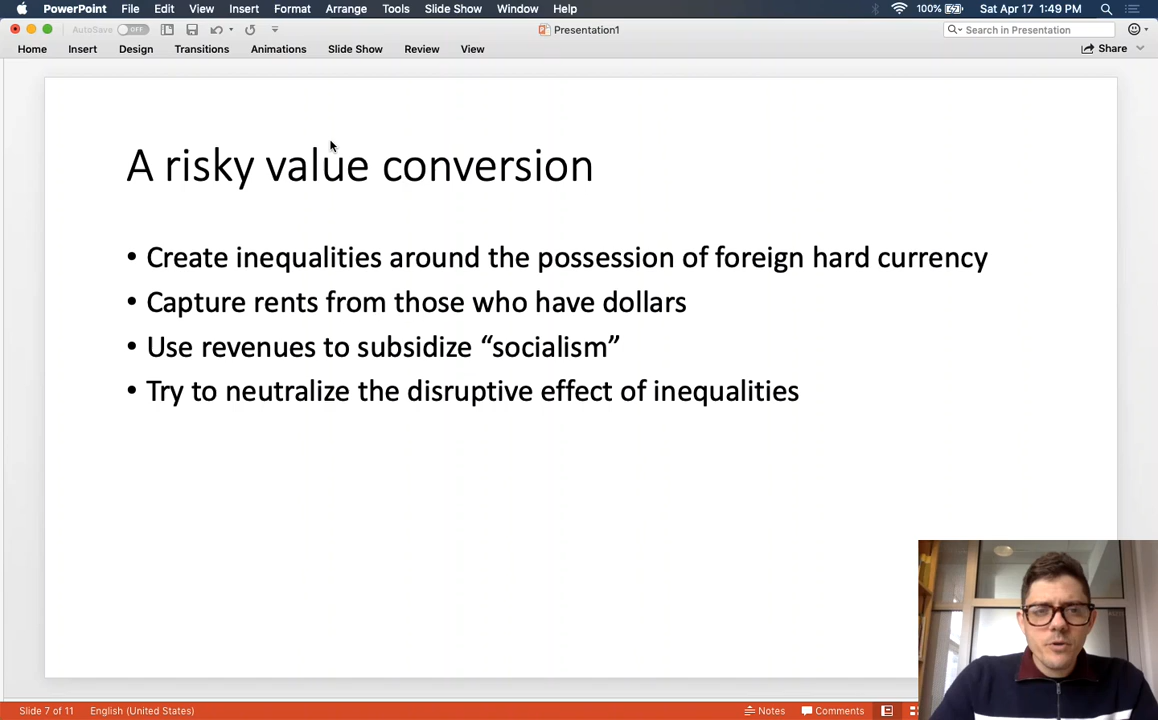 PowerPoint File Edit View Insert Format Arrange Tools Slide Show Window Help 100% Sat Apr 17 1:49 PM
AutoSave OFF Presentation1 Search in Presentation
Home Insert Design Transitions Animations Slide Show Review View Share
A risky value conversion
• Create inequalities around the possession of foreign hard currency
• Capture rents from those who have dollars
• Use revenues to subsidize “socialism”
• Try to neutralize the disruptive effect of inequalities
Slide 7 of 11 English (United States) Notes Comments